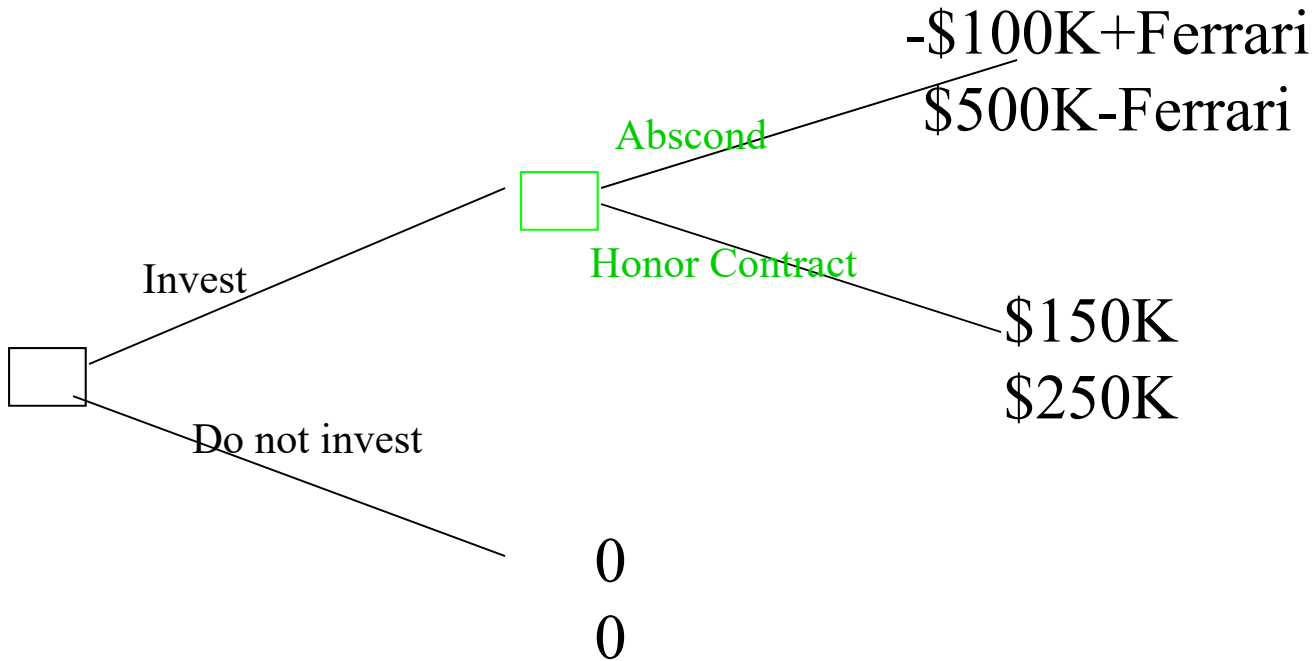 -$100K+Ferrari
$500K-Ferrari
Abscond
Honor Contract
Invest
$150K
$250K
Do not invest
0
0